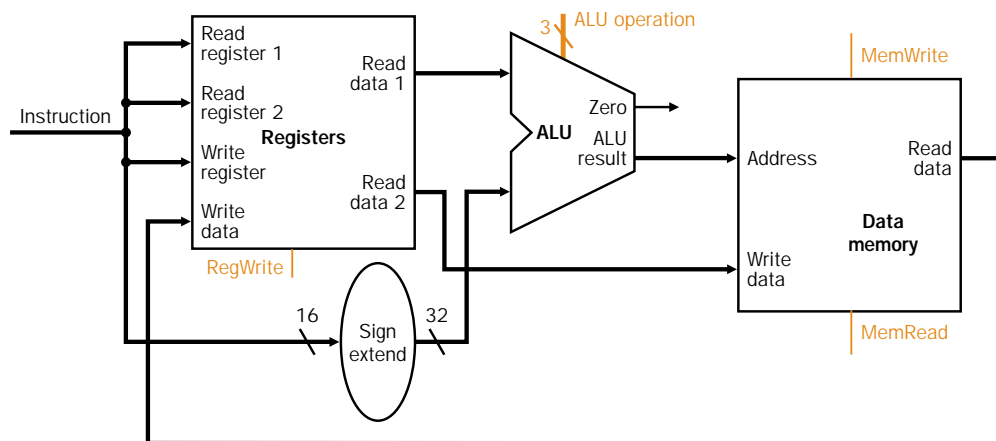 3
ALU operation
Read
register 1
Read
data 1
MemWrite
Instruction
Read
register 2
Registers
Zero
ALU
ALU
result
Write
register
Address
Read
data
Read
data 2
Write
data
Data
memory
RegWrite
Write
data
16
Sign
extend
32
MemRead